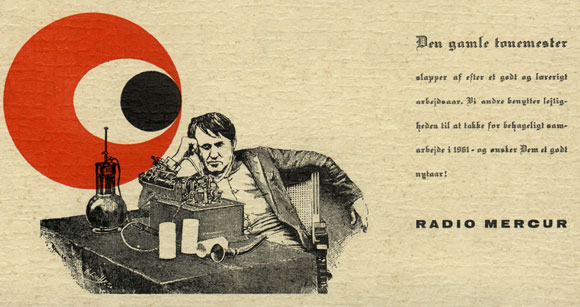 Den gamle tonemester
slapper af efter et godt og lærerigt
arbejdsaar. Vi andre benytter lejlig-
heden til at takke for behageligt sam-
arbejde i 1961 - og ønsker Dem et godt
nytaar!
RADIO MERCUR